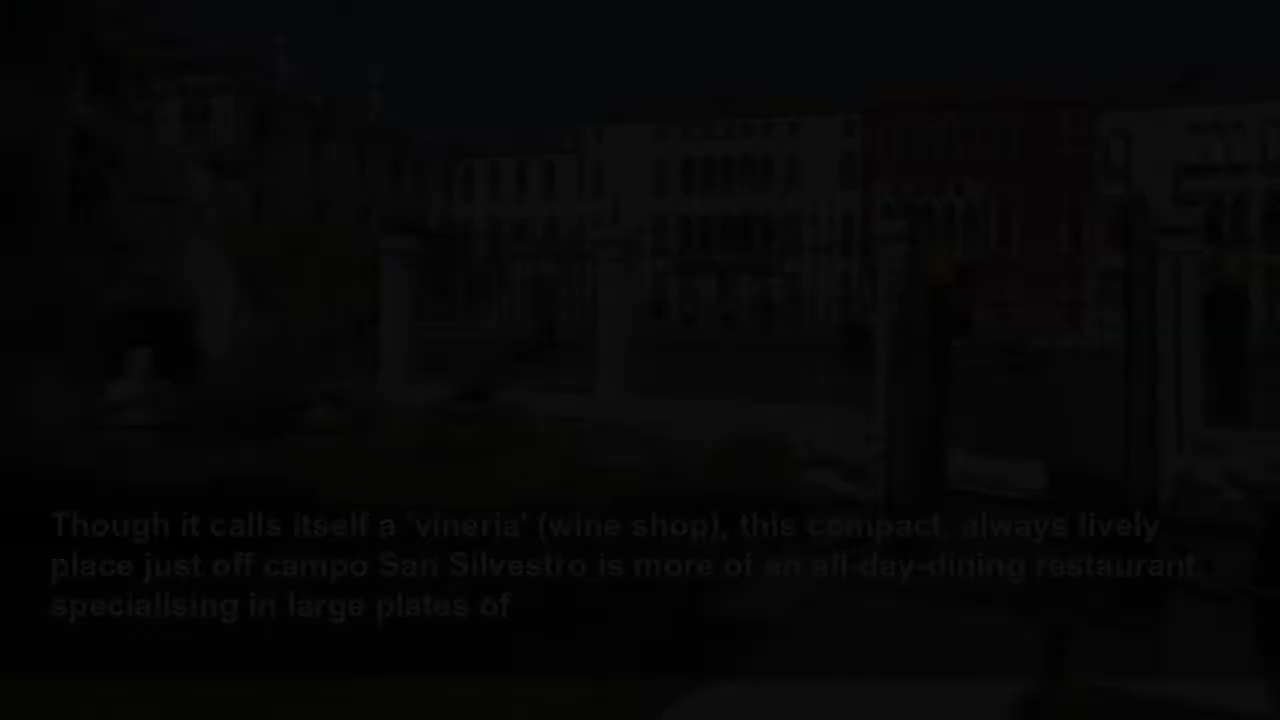 Though it calls itself a 'vineria' (wine shop), this compact, always lively
place just off campo San Silvestro is more of an all-day-dining restaurant,
specialising in large plates of